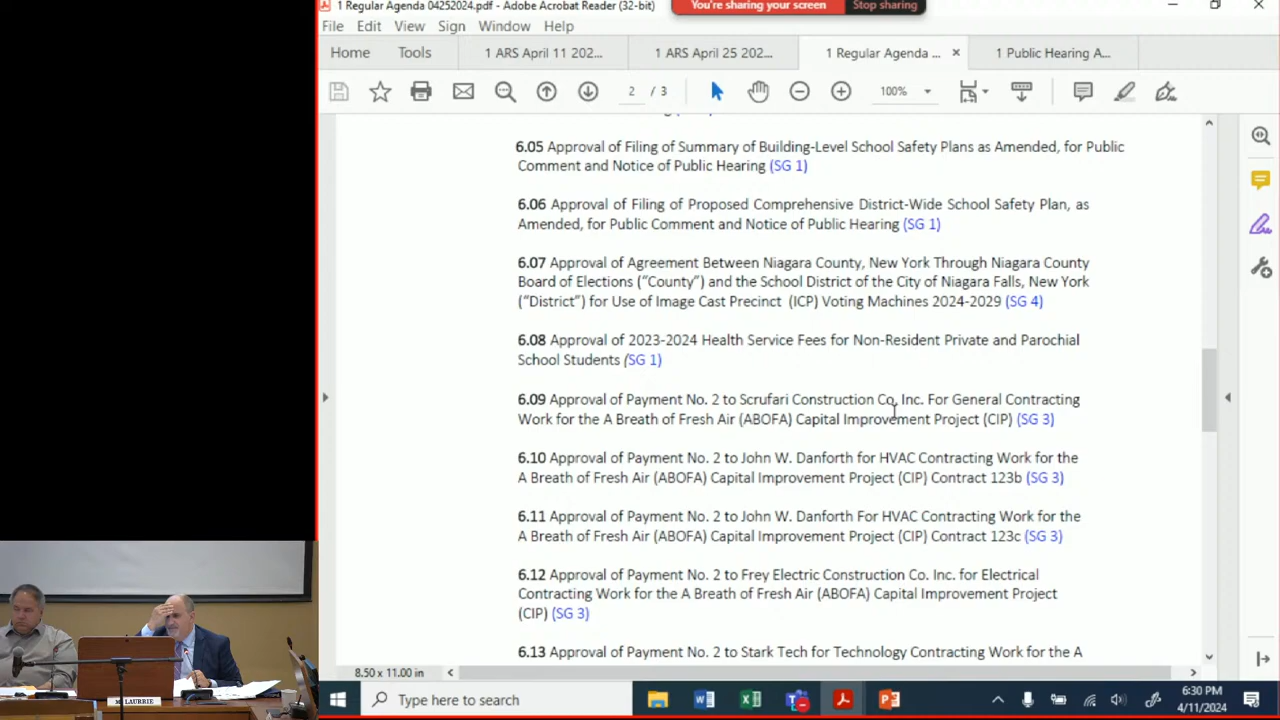 1 Regular Agenda 04252024.pdf - Adobe Acrobat Reader (32-bit)
You're sharing your screen
Stop sharing
File Edit View Sign Window Help
Home Tools 1 ARS April 11 202... 1 ARS April 25 202... 1 Regular Agenda ... × 1 Public Hearing A...
2 / 3 100%
6.05 Approval of Filing of Summary of Building-Level School Safety Plans as Amended, for Public
Comment and Notice of Public Hearing (SG 1)
6.06 Approval of Filing of Proposed Comprehensive District-Wide School Safety Plan, as
Amended, for Public Comment and Notice of Public Hearing (SG 1)
6.07 Approval of Agreement Between Niagara County, New York Through Niagara County
Board of Elections (“County”) and the School District of the City of Niagara Falls, New York
(“District”) for Use of Image Cast Precinct (ICP) Voting Machines 2024-2029 (SG 4)
6.08 Approval of 2023-2024 Health Service Fees for Non-Resident Private and Parochial
School Students (SG 1)
6.09 Approval of Payment No. 2 to Scrufari Construction Co, Inc. For General Contracting
Work for the A Breath of Fresh Air (ABOFA) Capital Improvement Project (CIP) (SG 3)
6.10 Approval of Payment No. 2 to John W. Danforth for HVAC Contracting Work for the
A Breath of Fresh Air (ABOFA) Capital Improvement Project (CIP) Contract 123b (SG 3)
6.11 Approval of Payment No. 2 to John W. Danforth For HVAC Contracting Work for the
A Breath of Fresh Air (ABOFA) Capital Improvement Project (CIP) Contract 123c (SG 3)
6.12 Approval of Payment No. 2 to Frey Electric Construction Co. Inc. for Electrical
Contracting Work for the A Breath of Fresh Air (ABOFA) Capital Improvement Project
(CIP) (SG 3)
6.13 Approval of Payment No. 2 to Stark Tech for Technology Contracting Work for the A
8.50 x 11.00 in
Type here to search
6:30 PM
4/11/2024
M. LAURRIE